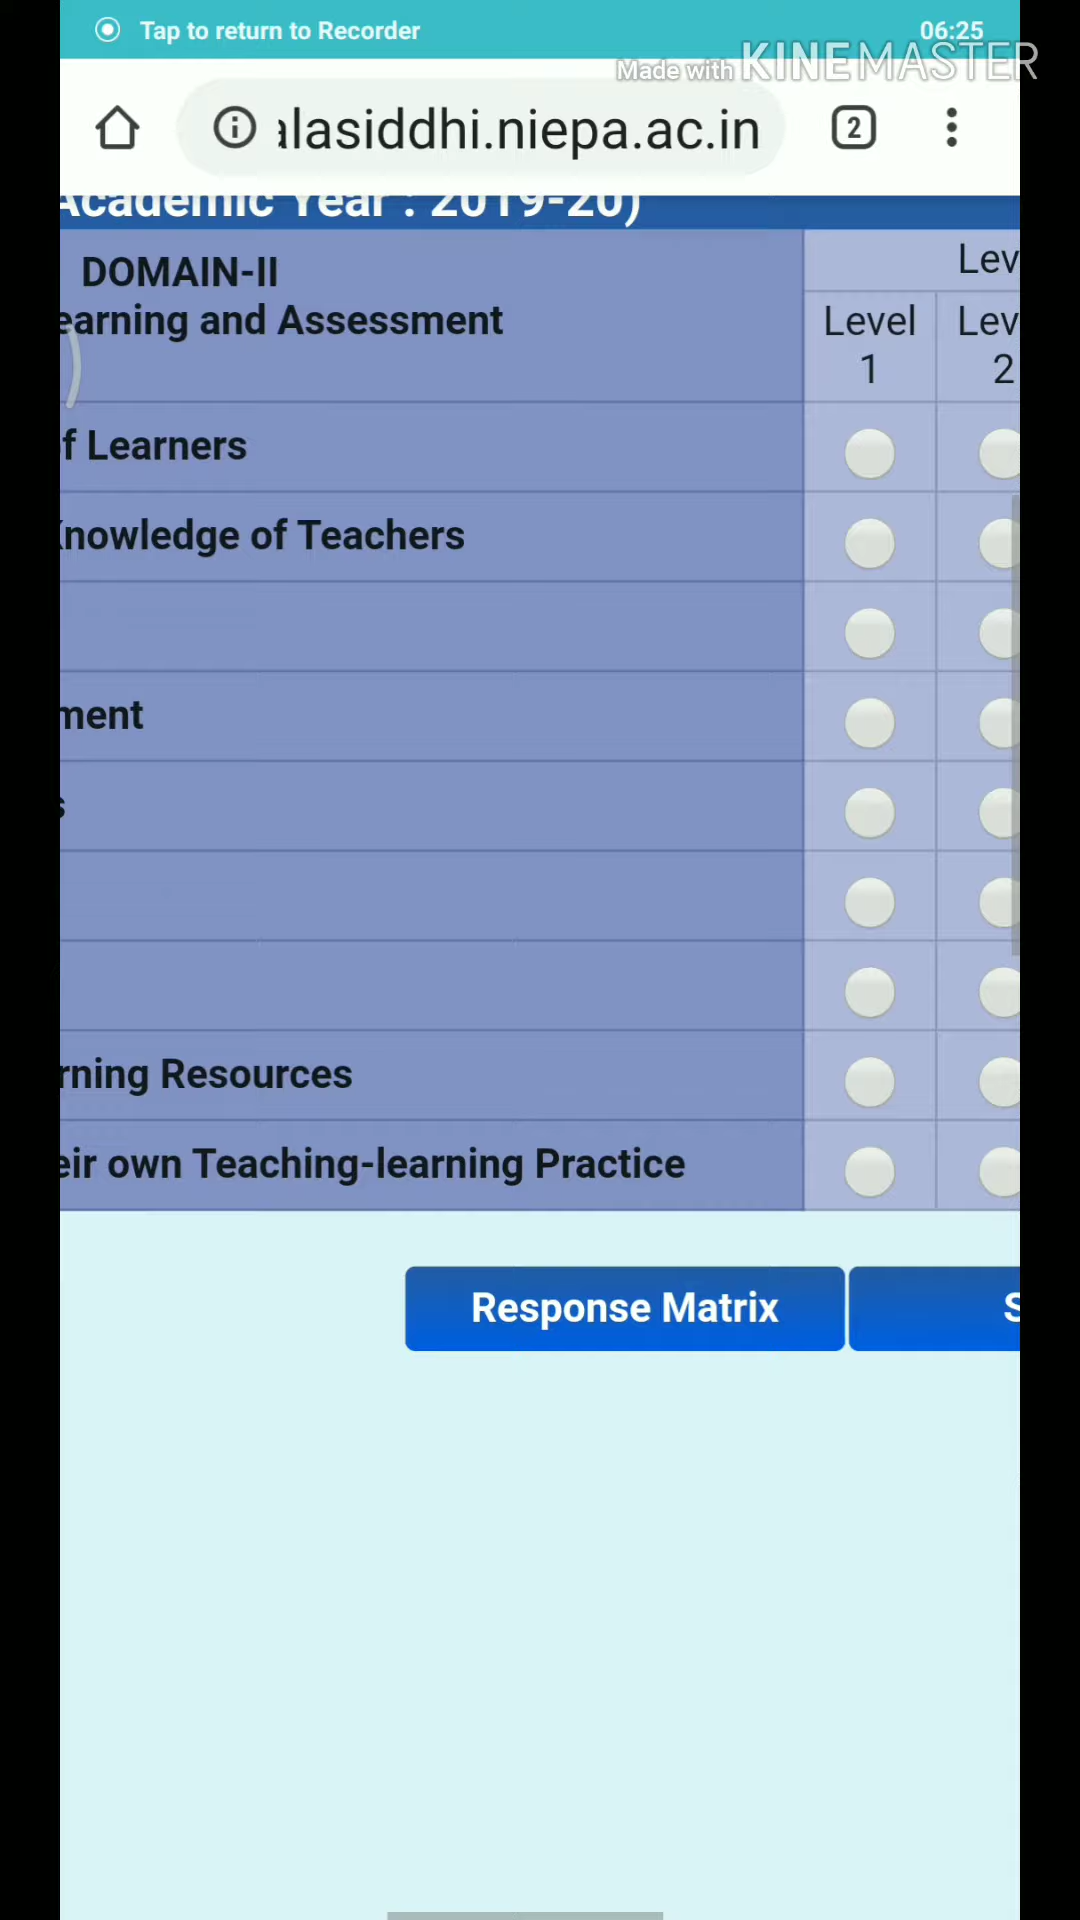 Tap to return to Recorder
06:25
Made with KINEMASTER
alasiddhi.niepa.ac.in
2
Academic Year : 2019-20)
DOMAIN-II
earning and Assessment
Lev
Level 1
Lev 2
f Learners
Knowledge of Teachers
ment
s
rning Resources
eir own Teaching-learning Practice
Response Matrix
S